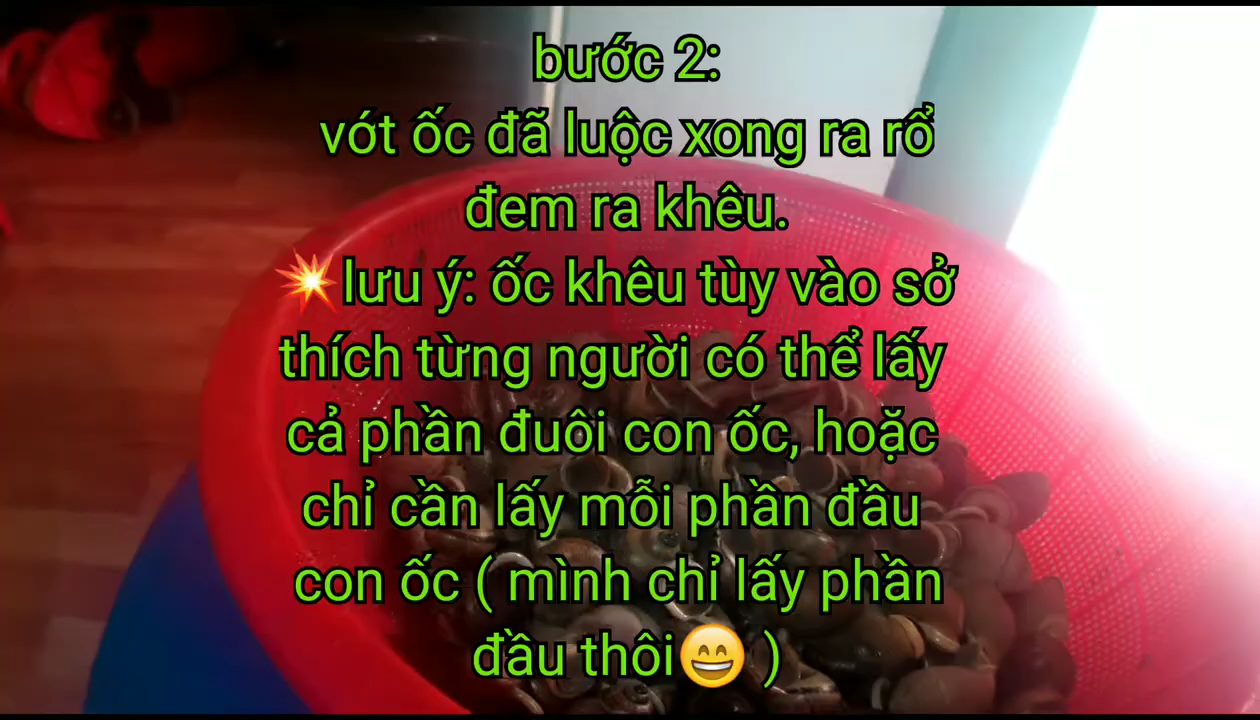 bước 2:
vớt ốc đã luộc xong ra rổ
đem ra khêu.
💥lưu ý: ốc khêu tùy vào sở
thích từng người có thể lấy
cả phần đuôi con ốc, hoặc
chỉ cần lấy mỗi phần đầu
con ốc ( mình chỉ lấy phần
đầu thôi😄 )